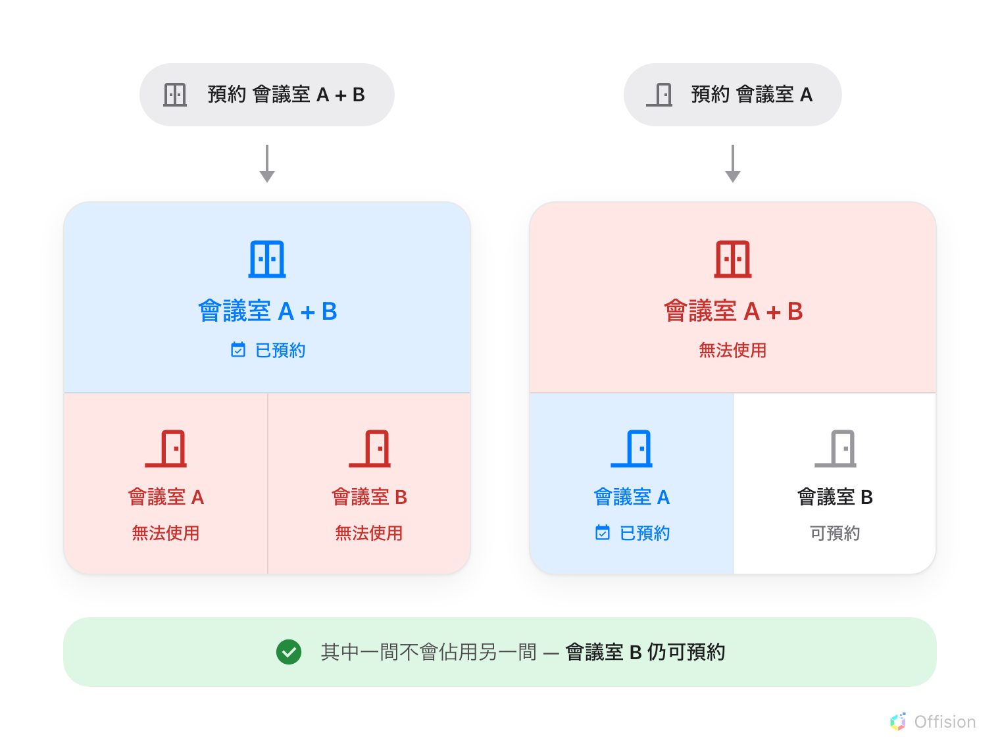 預約 會議室 A + B
預約 會議室 A
會議室 A + B
已預約
會議室 A
無法使用
會議室 B
無法使用
會議室 A + B
無法使用
會議室 A
已預約
會議室 B
可預約
其中一間不會佔用另一間 — 會議室 B 仍可預約
Offision